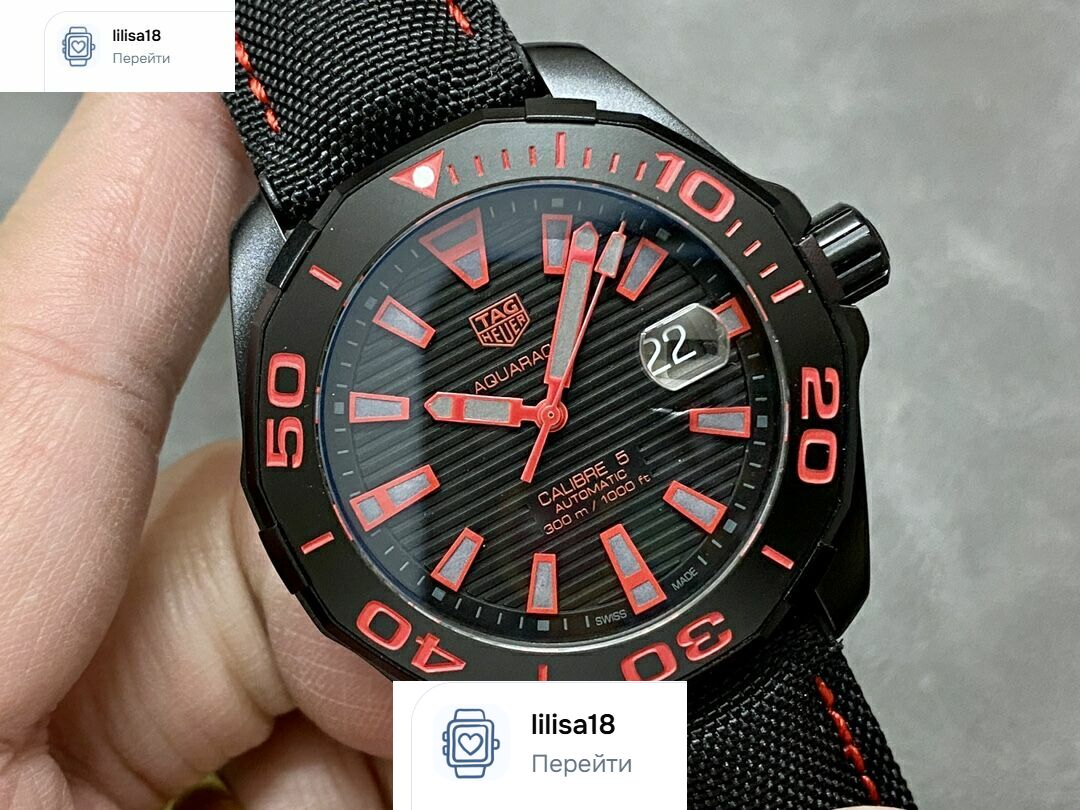 lilisa18
Перейти
10
TAG
HEUER
AQUARAC
22
50
20
CALIBRE 5
AUTOMATIC
300 m / 1000 ft
SWISS
MADE
40
30
lilisa18
Перейти